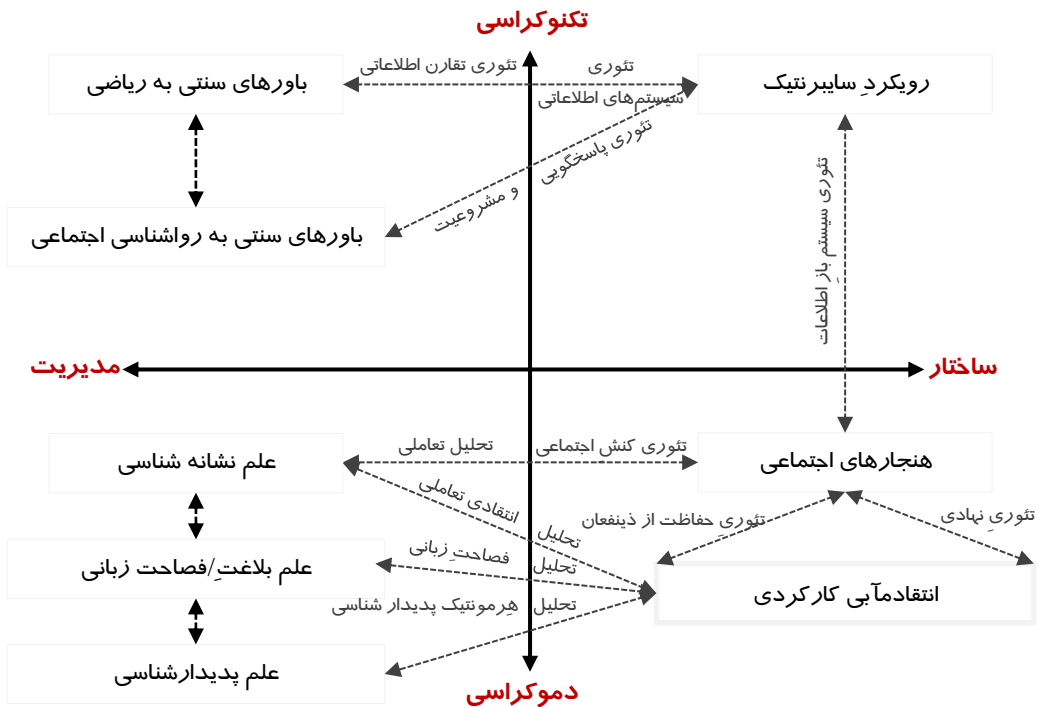 تکنوکراسی
تئوری تقارن اطلاعاتی
تئوری
سیستم‌های اطلاعاتی
باورهای سنتی به ریاضی
رویکردِ سایبرنتیک
تئوری پاسخگویی
و مشروعیت
باورهای سنتی به رواشناسی اجتماعی
تئوری سیستم بازِ اطلاعات
ساختار
مدیریت
تئوری کنش اجتماعی
تحلیل تعاملی
هنجارهای اجتماعی
علم نشانه شناسی
تحلیل انتقادی تعاملی
تئوریِ حفاظت از ذینفعان
تئوریِ نهادی
تحلیل فصاحتِ زبانی
علم بلاغتِ/فصاحت زبانی
انتقادمآبی کارکردی
تحلیل هِرمونتیک پدیدار شناسی
علم پدیدارشناسی
دموکراسی